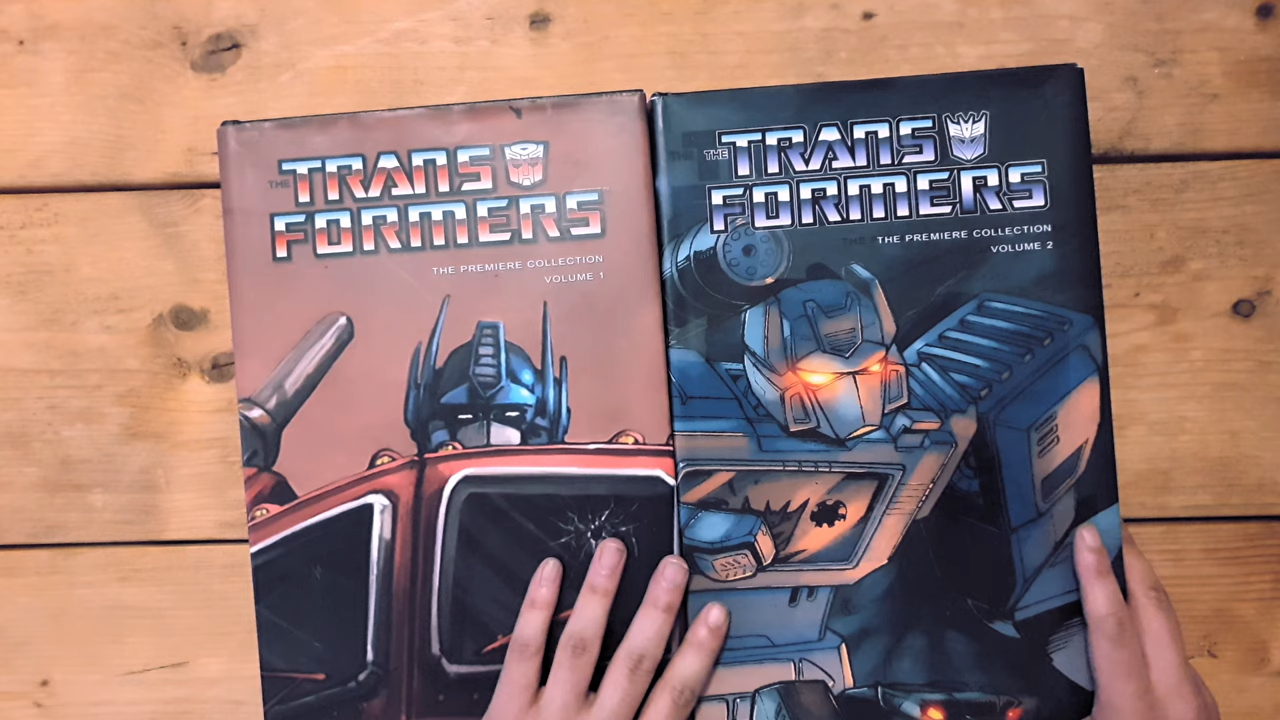 THE TRANS
FORMERS
THE PREMIERE COLLECTION
VOLUME 1
THE TRANS
FORMERS
THE PREMIERE COLLECTION
VOLUME 2